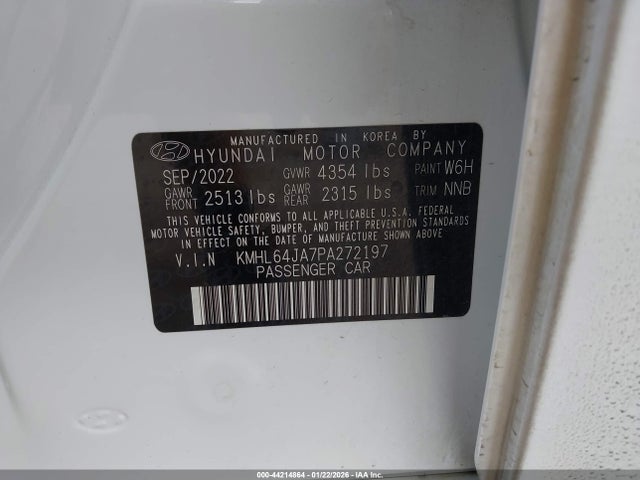 MANUFACTURED IN KOREA BY
HYUNDAI MOTOR COMPANY
SEP/2022 GVWR 4354 lbs PAINT W6H
GAWR FRONT 2513 lbs GAWR REAR 2315 lbs TRIM NNB
THIS VEHICLE CONFORMS TO ALL APPLICABLE U.S.A. FEDERAL
MOTOR VEHICLE SAFETY, BUMPER, AND THEFT PREVENTION STANDARDS
IN EFFECT ON THE DATE OF MANUFACTURE SHOWN ABOVE.
V.I.N KMHL64JA7PA272197
PASSENGER CAR
000-44214864 | 01/22/2026 - IAA Inc.